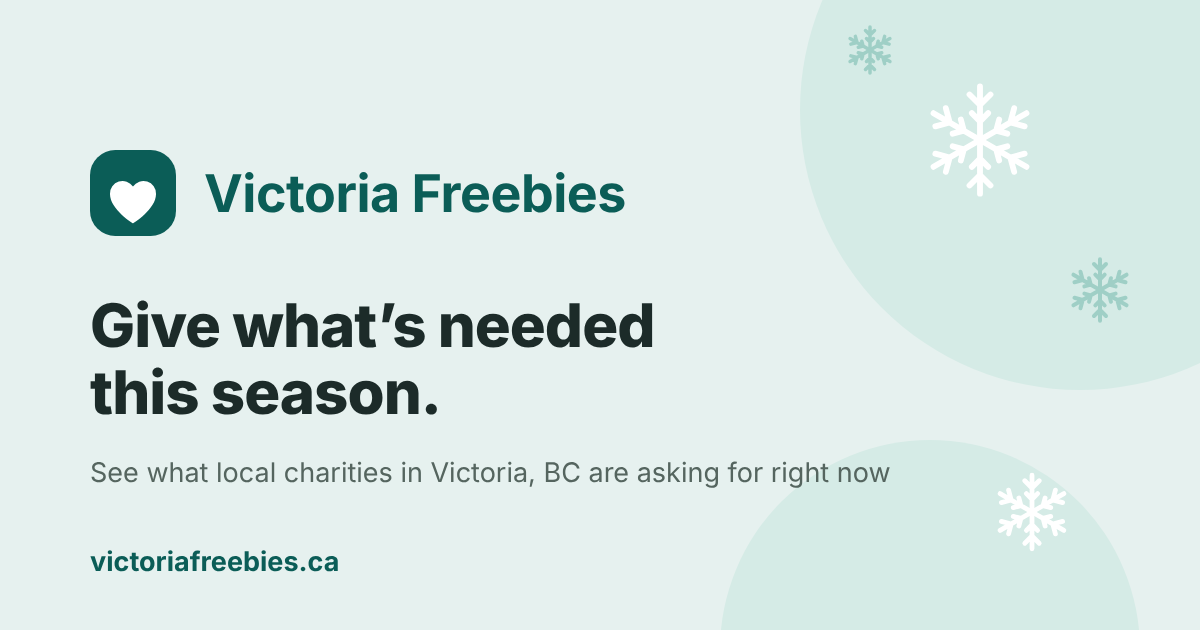 Victoria Freebies
Give what’s needed
this season.
See what local charities in Victoria, BC are asking for right now
victoriafreebies.ca